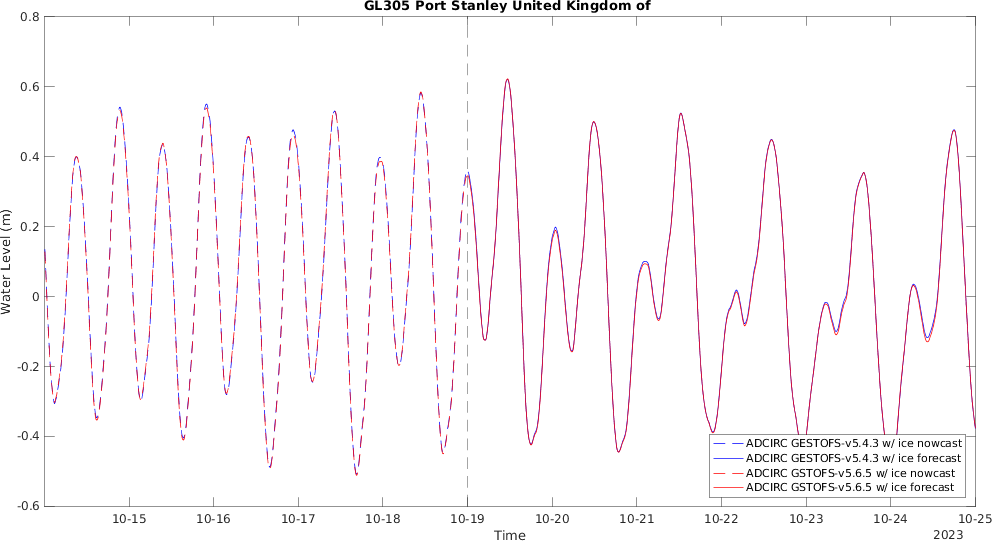 GL305 Port Stanley United Kingdom of
0.8
0.6
0.4
0.2
0
-0.2
-0.4
-0.6
Water Level (m)
ADCIRC GESTOFS-v5.4.3 w/ ice nowcast
ADCIRC GESTOFS-v5.4.3 w/ ice forecast
ADCIRC GSTOFS-v5.6.5 w/ ice nowcast
ADCIRC GSTOFS-v5.6.5 w/ ice forecast
10-15 10-16 10-17 10-18 10-19 10-20 10-21 10-22 10-23 10-24 10-25
Time
2023